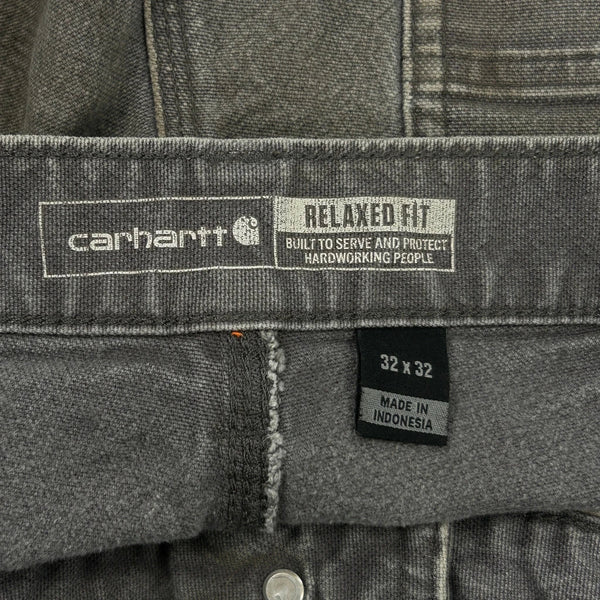 carhartt
RELAXED FIT
BUILT TO SERVE AND PROTECT
HARDWORKING PEOPLE
32 x 32
MADE IN
INDONESIA